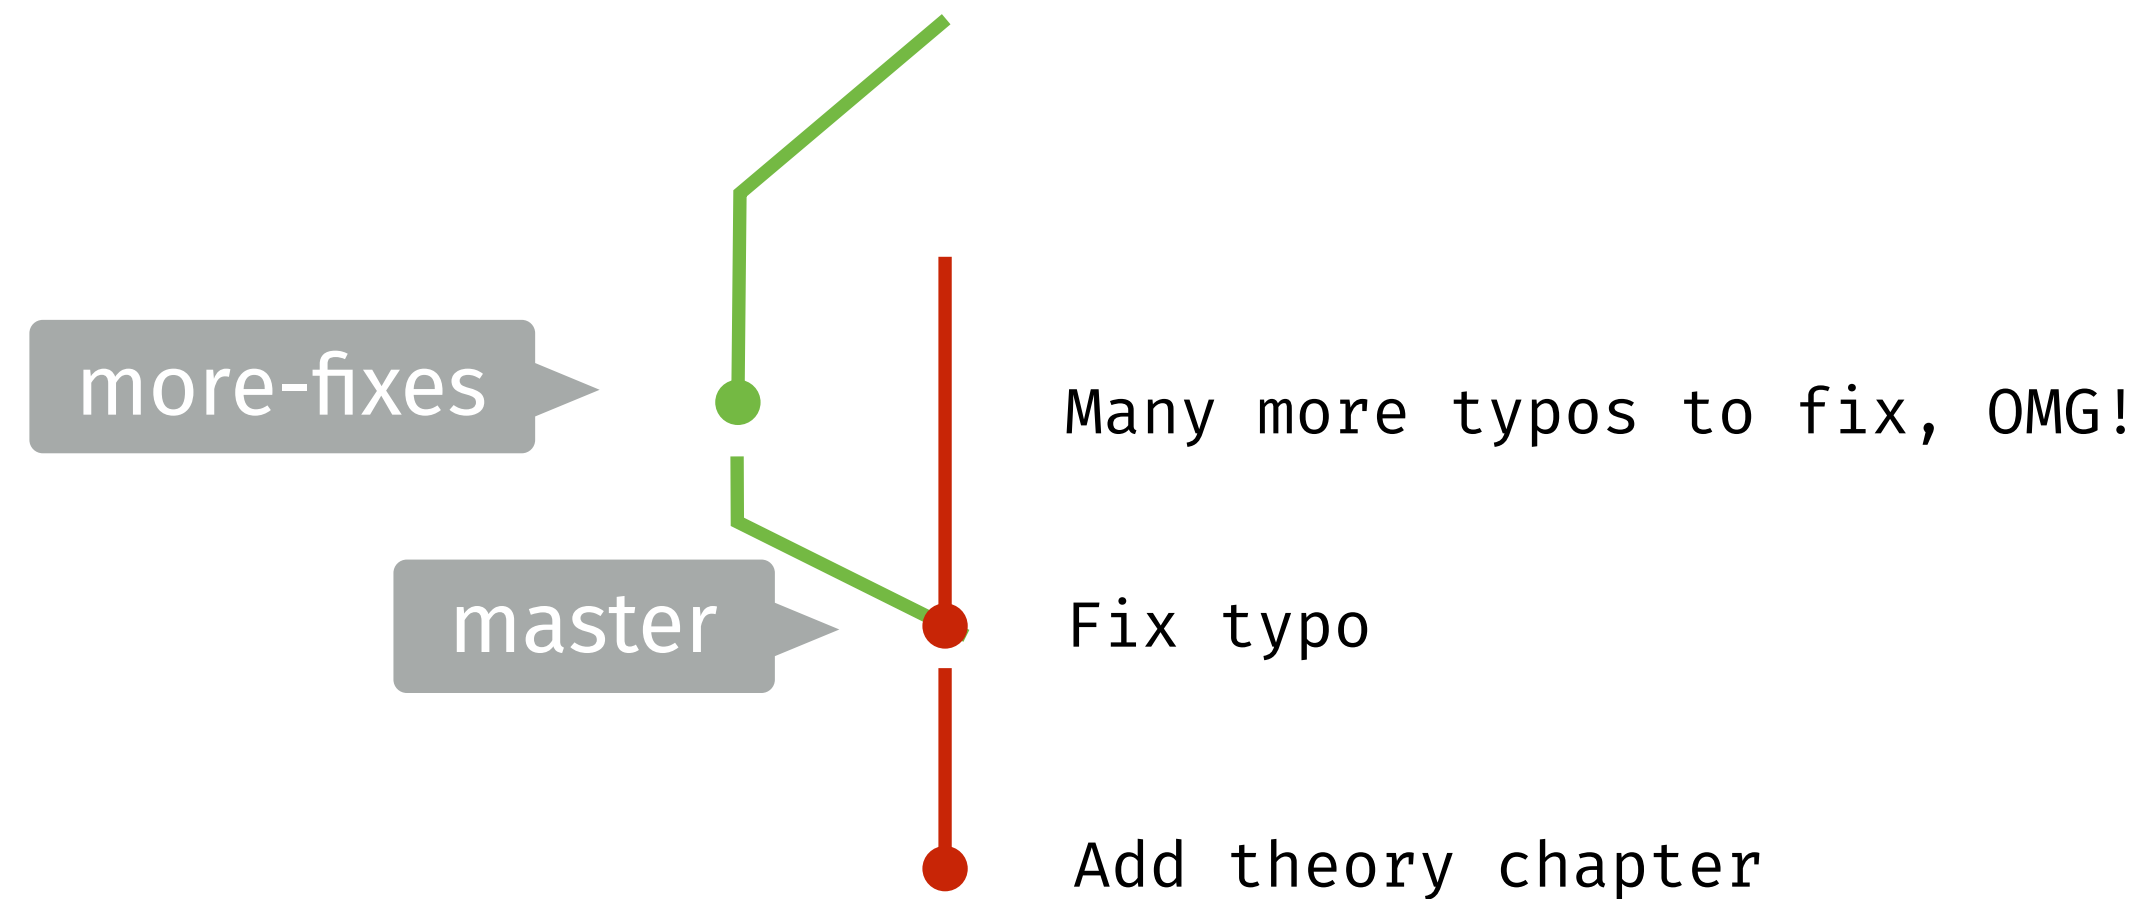 more-fixes
Many more typos to fix, OMG!
master
Fix typo
Add theory chapter